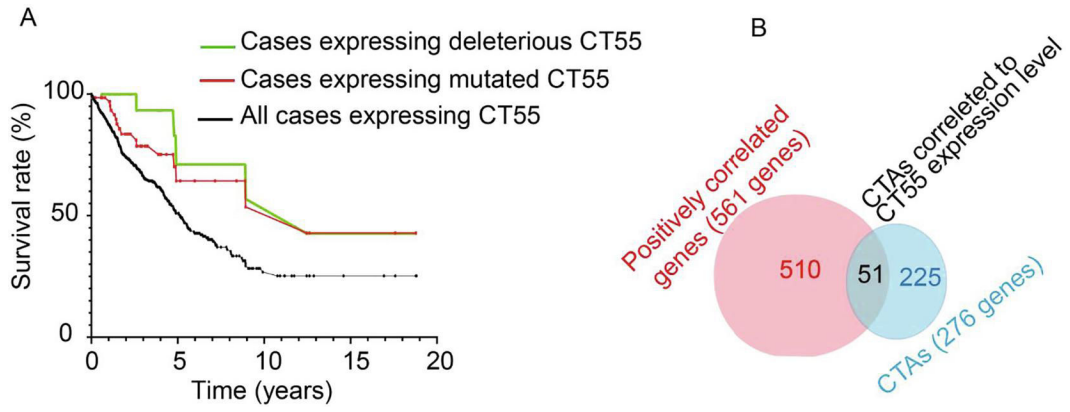 A
Cases expressing deleterious CT55
Cases expressing mutated CT55
All cases expressing CT55
100
50
0
Survival rate (%)
0
5
10
15
20
Time (years)
B
Positively correlated
genes (561 genes)
CTAs correleted to
CT55 expression level
510
51
225
CTAs (276 genes)